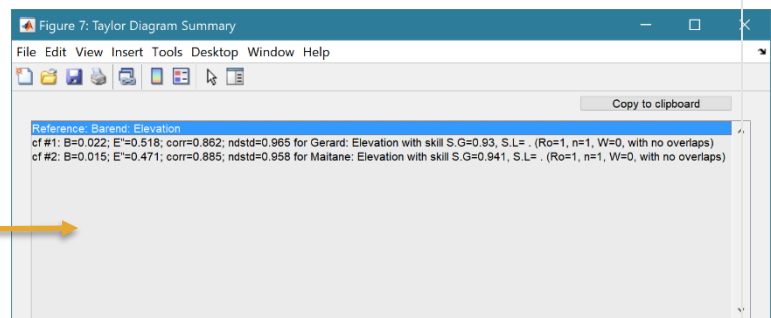 Figure 7: Taylor Diagram Summary
File Edit View Insert Tools Desktop Window Help
Copy to clipboard
Reference: Barend: Elevation
cf #1: B=0.022; E"=0.518; corr=0.862; ndstd=0.965 for Gerard: Elevation with skill S.G=0.93, S.L= . (Ro=1, n=1, W=0, with no overlaps)
cf #2: B=0.015; E"=0.471; corr=0.885; ndstd=0.958 for Maitane: Elevation with skill S.G=0.941, S.L= . (Ro=1, n=1, W=0, with no overlaps)